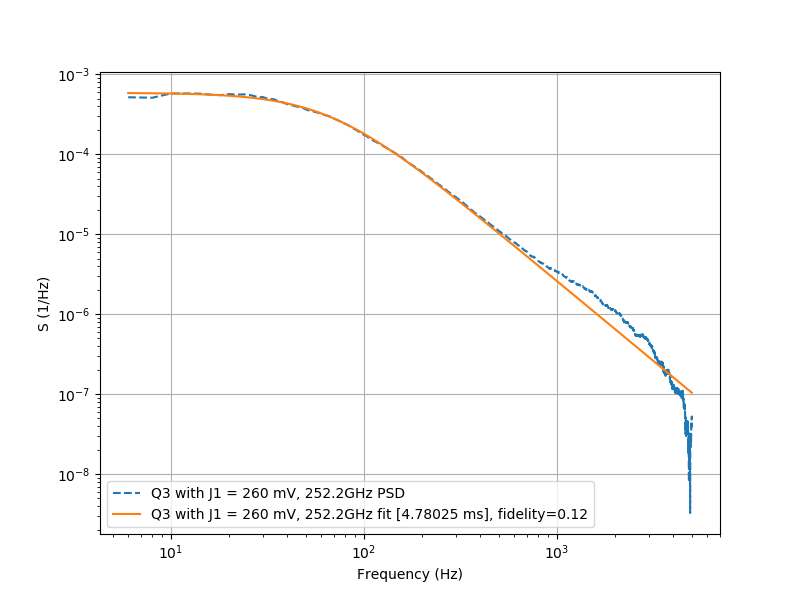 10⁻³
10⁻⁴
10⁻⁵
10⁻⁶
10⁻⁷
10⁻⁸
S (1/Hz)
Q3 with J1 = 260 mV, 252.2GHz PSD
Q3 with J1 = 260 mV, 252.2GHz fit [4.78025 ms], fidelity=0.12
10¹ 10² 10³
Frequency (Hz)